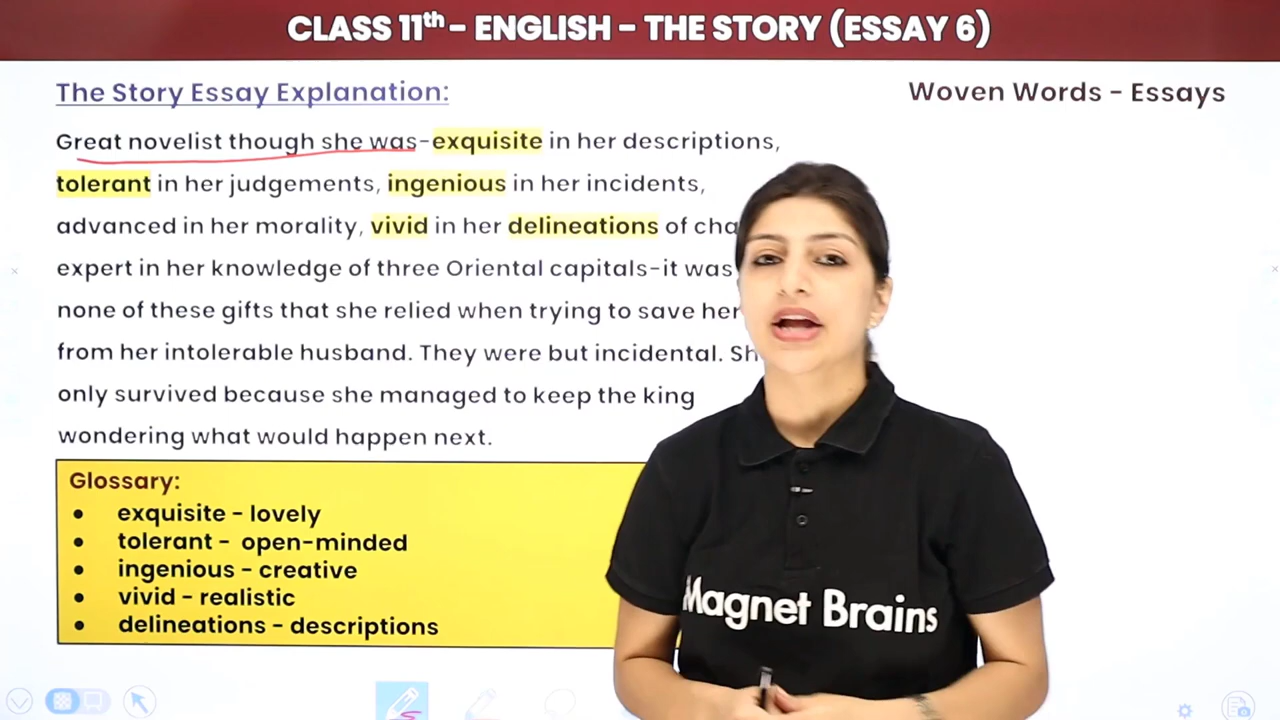 CLASS 11th - ENGLISH - THE STORY (ESSAY 6)
The Story Essay Explanation:
Woven Words - Essays
Great novelist though she was-exquisite in her descriptions,
tolerant in her judgements, ingenious in her incidents,
advanced in her morality, vivid in her delineations of cha
expert in her knowledge of three Oriental capitals-it was
none of these gifts that she relied when trying to save her
from her intolerable husband. They were but incidental. Sh
only survived because she managed to keep the king
wondering what would happen next.
Glossary:
• exquisite - lovely
• tolerant - open-minded
• ingenious - creative
• vivid - realistic
• delineations - descriptions
Magnet Brains